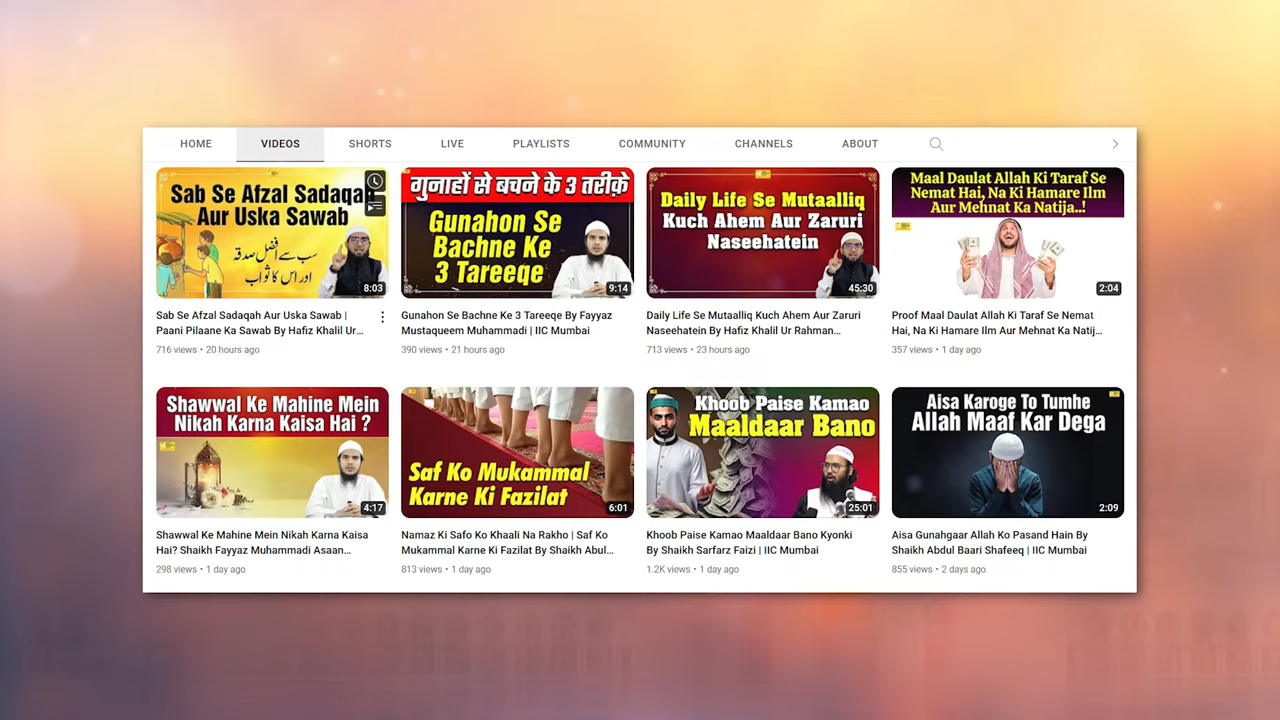 HOME VIDEOS SHORTS LIVE PLAYLISTS COMMUNITY CHANNELS ABOUT
Sab Se Afzal Sadaqah
Aur Uska Sawab
سب سے افضل صدقہ
اور اس کا ثواب
8:03
Sab Se Afzal Sadaqah Aur Uska Sawab |
Paani Pilaane Ka Sawab By Hafiz Khalil Ur...
716 views • 20 hours ago
गुनाहों से बचने के 3 तरीक़े
Gunahon Se
Bachne Ke
3 Tareeqe
9:14
Gunahon Se Bachne Ke 3 Tareeqe By Fayyaz
Mustaqueem Muhammadi | IIC Mumbai
390 views • 21 hours ago
Daily Life Se Mutaalliq
Kuch Ahem Aur Zaruri
Naseehatein
45:30
Daily Life Se Mutaalliq Kuch Ahem Aur Zaruri
Naseehatein By Hafiz Khalil Ur Rahman...
713 views • 23 hours ago
Maal Daulat Allah Ki Taraf Se
Nemat Hai, Na Ki Hamare Ilm
Aur Mehnat Ka Natija..!
2:04
Proof Maal Daulat Allah Ki Taraf Se Nemat
Hai, Na Ki Hamare Ilm Aur Mehnat Ka Natij...
357 views • 1 day ago
Shawwal Ke Mahine Mein
Nikah Karna Kaisa Hai ?
4:17
Shawwal Ke Mahine Mein Nikah Karna Kaisa
Hai? Shaikh Fayyaz Muhammadi Asaan...
298 views • 1 day ago
Saf Ko Mukammal
Karne Ki Fazilat
6:01
Namaz Ki Safo Ko Khaali Na Rakho | Saf Ko
Mukammal Karne Ki Fazilat By Shaikh Abul...
813 views • 1 day ago
Khoob Paise Kamao
Maaldaar Bano
25:01
Khoob Paise Kamao Maaldaar Bano Kyonki
By Shaikh Sarfarz Faizi | IIC Mumbai
1.2K views • 1 day ago
Aisa Karoge To Tumhe
Allah Maaf Kar Dega
2:09
Aisa Gunahgaar Allah Ko Pasand Hain By
Shaikh Abdul Baari Shafeeq | IIC Mumbai
855 views • 2 days ago